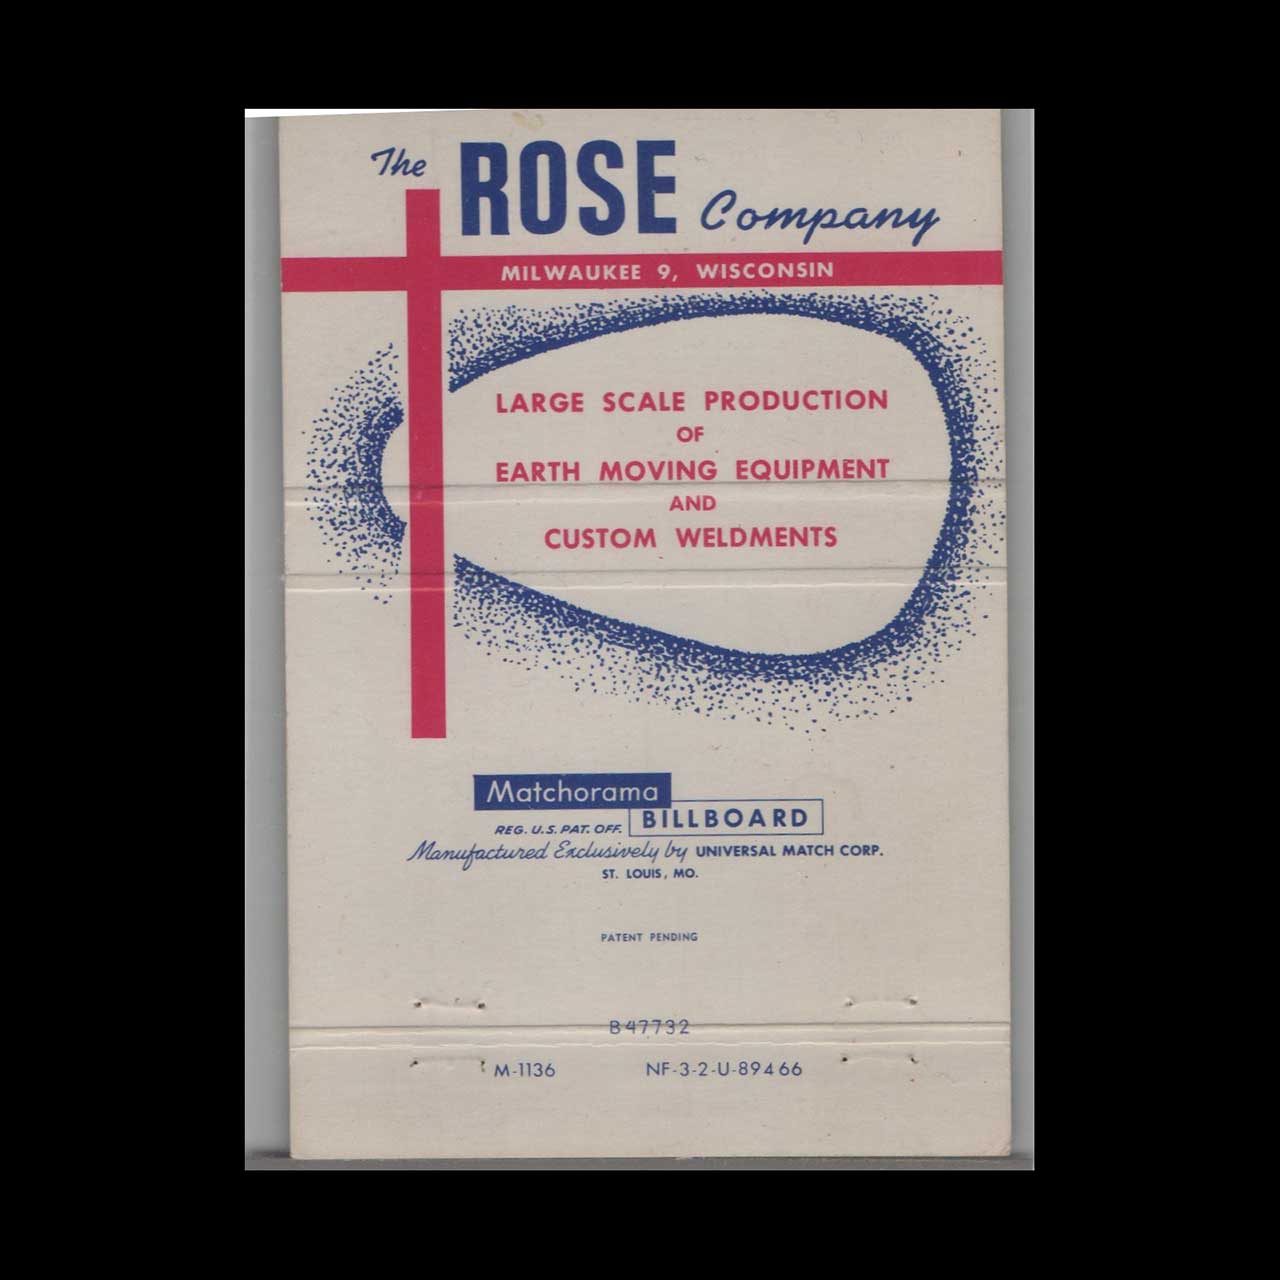 The ROSE Company
MILWAUKEE 9, WISCONSIN
LARGE SCALE PRODUCTION
OF
EARTH MOVING EQUIPMENT
AND
CUSTOM WELDMENTS
Matchorama
BILLBOARD
REG. U.S. PAT. OFF.
Manufactured Exclusively by UNIVERSAL MATCH CORP.
ST. LOUIS, MO.
PATENT PENDING
B47732
M-1136 NF-3-2-U-89466